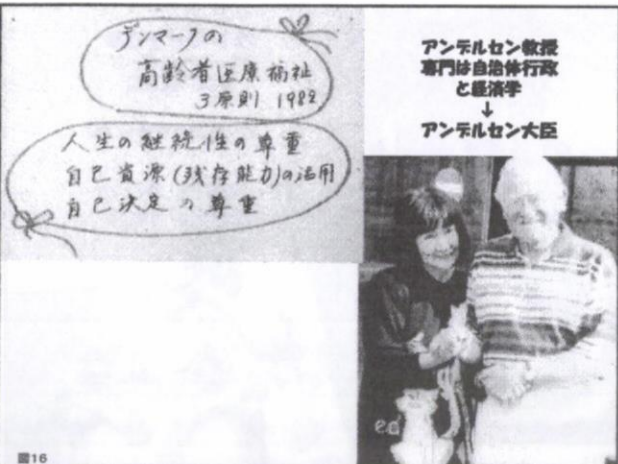 デンマークの
高齢者医療福祉
3原則 1982
人生の継続性の尊重
自己資源(残存能力)の活用
自己決定の尊重
アンデルセン教授
専門は自治体行政
と経済学
↓
アンデルセン大臣
図16